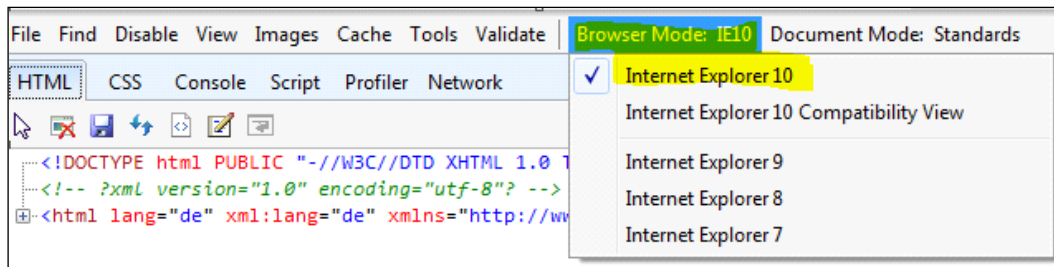 File Find Disable View Images Cache Tools Validate Browser Mode: IE10 Document Mode: Standards
HTML CSS Console Script Profiler Network
Internet Explorer 10
Internet Explorer 10 Compatibility View
Internet Explorer 9
Internet Explorer 8
Internet Explorer 7
<!DOCTYPE html PUBLIC "-//W3C//DTD XHTML 1.0
<!-- ?xml version="1.0" encoding="utf-8"? -->
<html lang="de" xml:lang="de" xmlns="http://